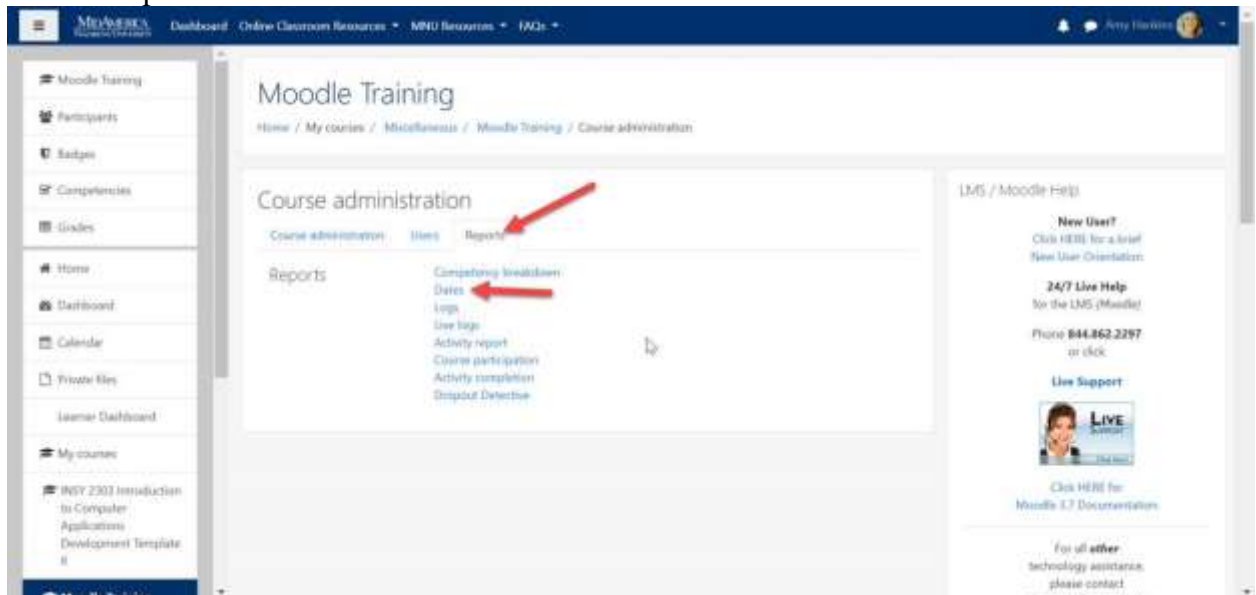 MIDAMERICA
Dashboard Online Classroom Resources MNU Resources FAQs
Moodle Training
Participants
Badges
Competencies
Grades
Home
Dashboard
Calendar
Private files
Learner Dashboard
My courses
INSY 2303 Introduction
to Computer
Applications
Development Template
Moodle Training
Home / My courses / Miscellaneous / Moodle Training / Course administration
Course administration
Course administration Users Reports
Reports
Competency breakdown
Dates
Logs
Live logs
Activity report
Course participation
Activity completion
Dropout Detective
LMS / Moodle Help
New User?
Click HERE for a brief
New User Orientation
24/7 Live Help
for the LMS (Moodle)
Phone 844.862.2297
or click
Live Support
LIVE
SUPPORT
Click HERE for
Moodle 3.7 Documentation
For all other
technology assistance,
please contact